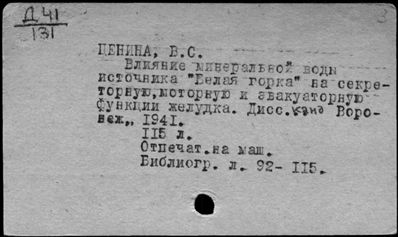 Д 41
131
3
ПЕНИНА, В.С.
Влияние минеральной воды
источника "Белая горка" на секре-
торную,моторную и эвакуаторную
функции желудка. Дисс.канд Воро-
неж,, 1941.
115 л.
Отпечат.на маш.
Библиогр. л. 92- 115.